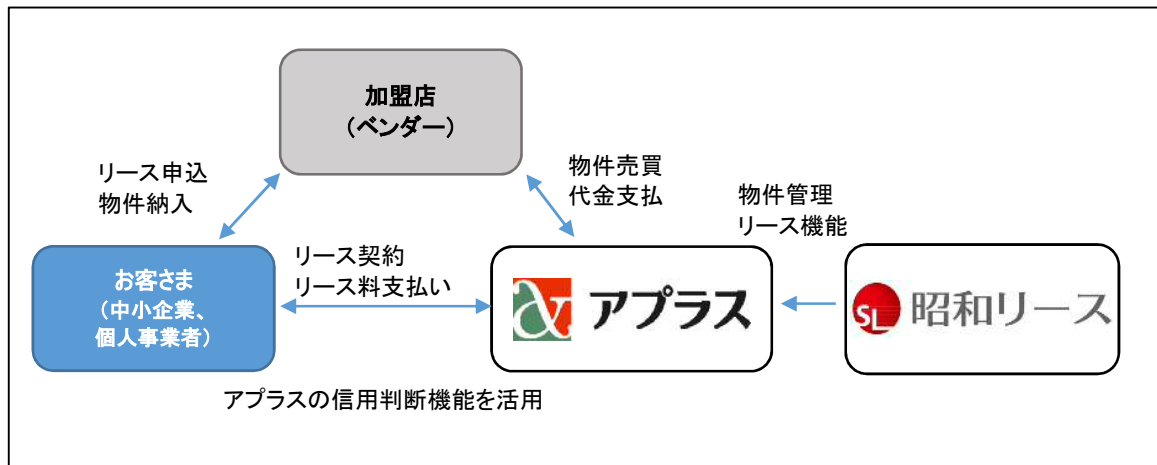 加盟店
（ベンダー）
リース申込
物件納入
物件売買
代金支払
物件管理
リース機能
お客さま
（中小企業、
個人事業者）
リース契約
リース料支払い
アプラス
SL 昭和リース
アプラスの信用判断機能を活用